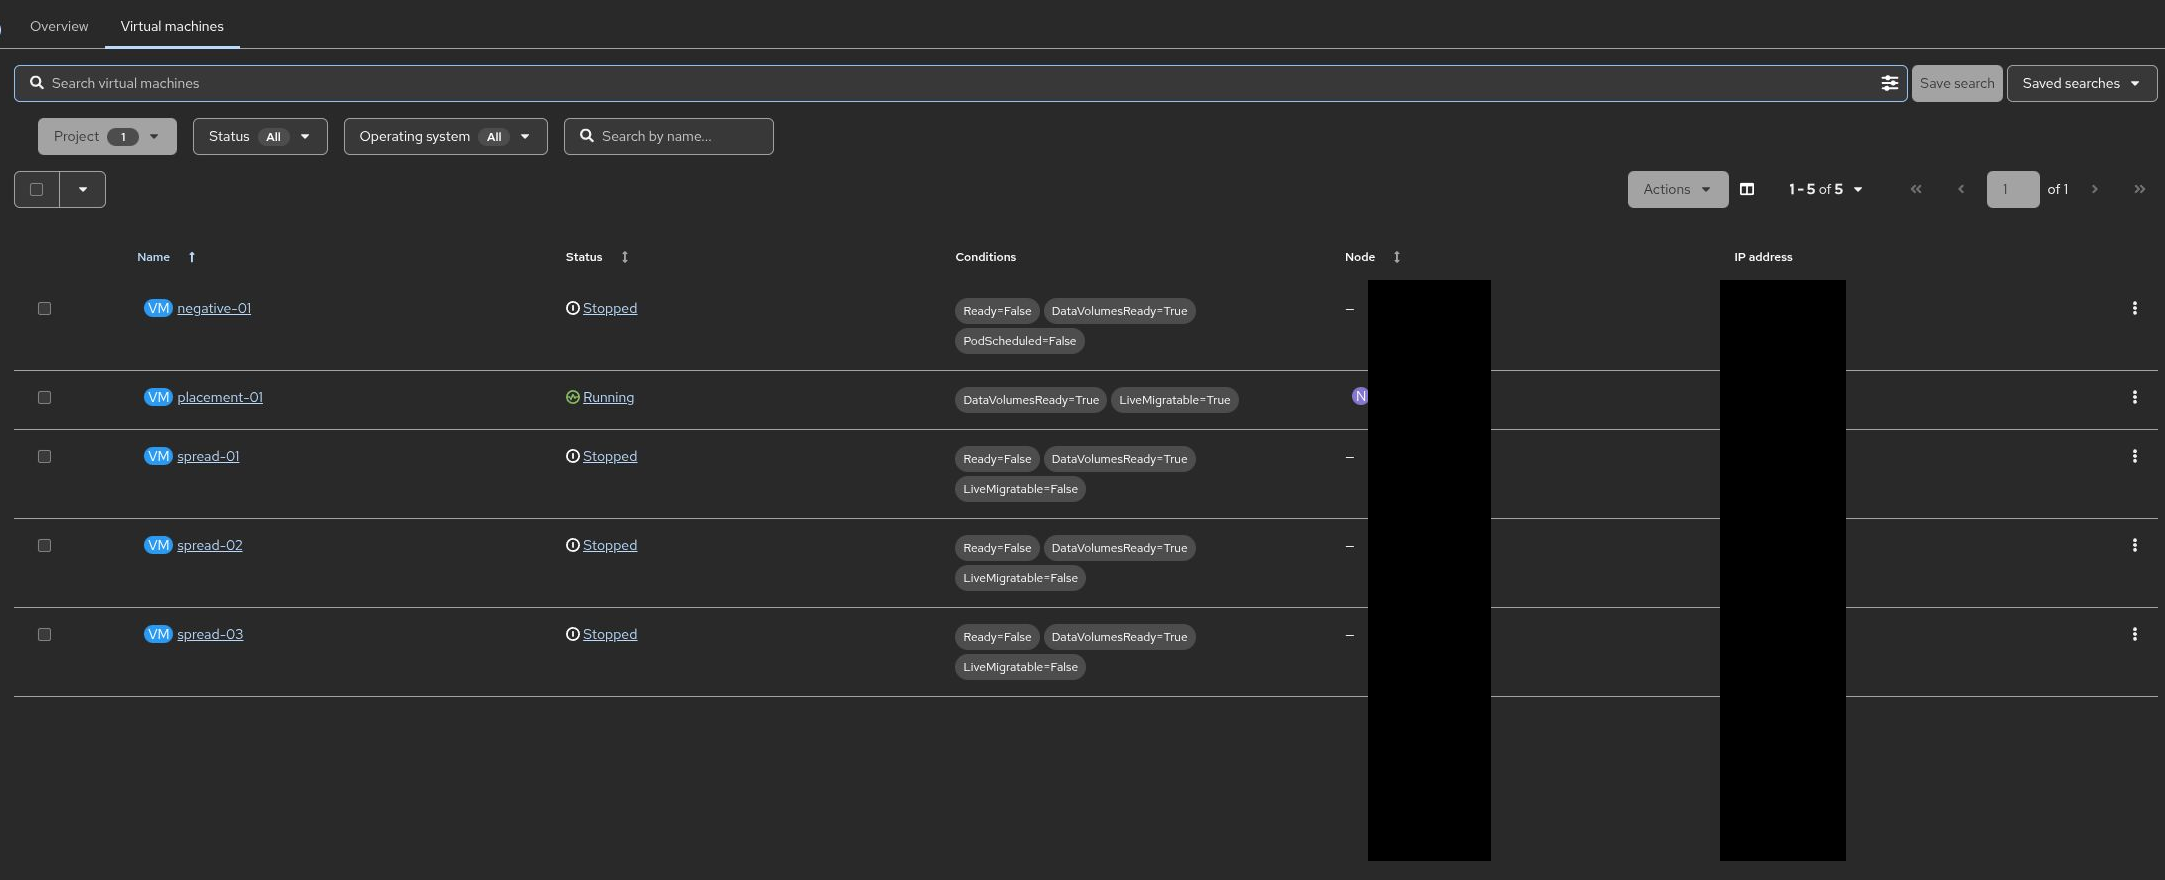 Overview Virtual machines
Search virtual machines Save search Saved searches
Project 1 Status All Operating system All Search by name...
Actions 1 - 5 of 5 1 of 1
Name Status Conditions Node IP address
VM negative-01 Stopped Ready=False DataVolumesReady=True –
PodScheduled=False
VM placement-01 Running DataVolumesReady=True LiveMigratable=True N
VM spread-01 Stopped Ready=False DataVolumesReady=True –
LiveMigratable=False
VM spread-02 Stopped Ready=False DataVolumesReady=True –
LiveMigratable=False
VM spread-03 Stopped Ready=False DataVolumesReady=True –
LiveMigratable=False